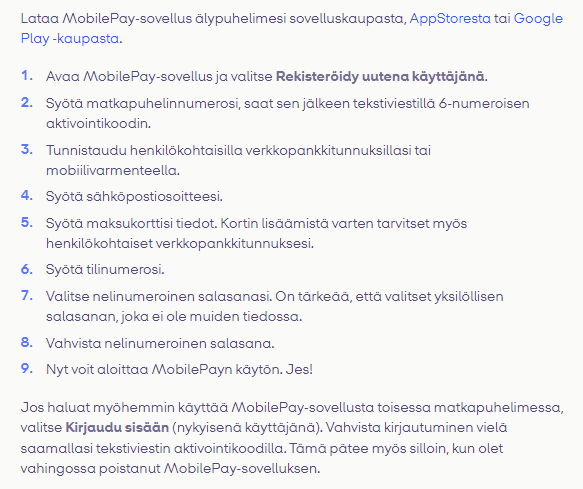 Lataa MobilePay-sovellus älypuhelimesi sovelluskaupasta, AppStoresta tai Google
Play -kaupasta.
1. Avaa MobilePay-sovellus ja valitse Rekisteröidy uutena käyttäjänä.
2. Syötä matkapuhelinnumerosi, saat sen jälkeen tekstiviestillä 6-numeroisen
aktivointikoodin.
3. Tunnistaudu henkilökohtaisilla verkkopankkitunnuksillasi tai
mobiilivarmenteella.
4. Syötä sähköpostiosoitteesi.
5. Syötä maksukorttisi tiedot. Kortin lisäämistä varten tarvitset myös
henkilökohtaiset verkkopankkitunnuksesi.
6. Syötä tilinumerosi.
7. Valitse nelinumeroinen salasanasi. On tärkeää, että valitset yksilöllisen
salasanan, joka ei ole muiden tiedossa.
8. Vahvista nelinumeroinen salasana.
9. Nyt voit aloittaa MobilePayn käytön. Jes!
Jos haluat myöhemmin käyttää MobilePay-sovellusta toisessa matkapuhelimessa,
valitse Kirjaudu sisään (nykyisenä käyttäjänä). Vahvista kirjautuminen vielä
saamallasi tekstiviestin aktivointikoodilla. Tämä pätee myös silloin, kun olet
vahingossa poistanut MobilePay-sovelluksen.